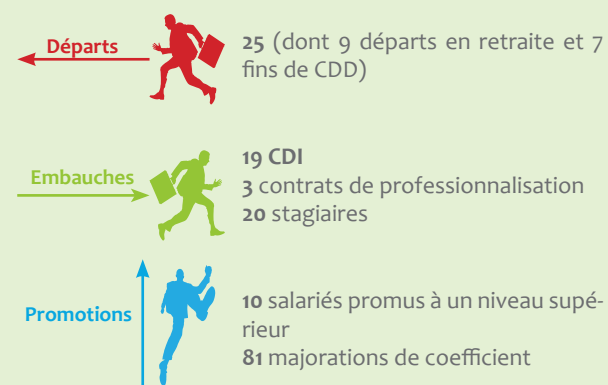 Départs
25 (dont 9 départs en retraite et 7
fins de CDD)
Embauches
19 CDI
3 contrats de professionnalisation
20 stagiaires
Promotions
10 salariés promus à un niveau supé-
rieur
81 majorations de coefficient